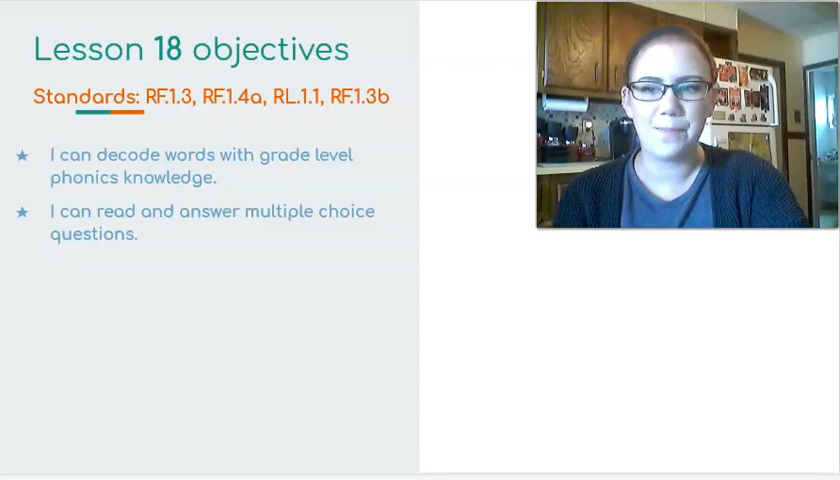 Lesson 18 objectives
Standards: RF.1.3, RF.1.4a, RL.1.1, RF.1.3b
★ I can decode words with grade level
phonics knowledge.
★ I can read and answer multiple choice
questions.